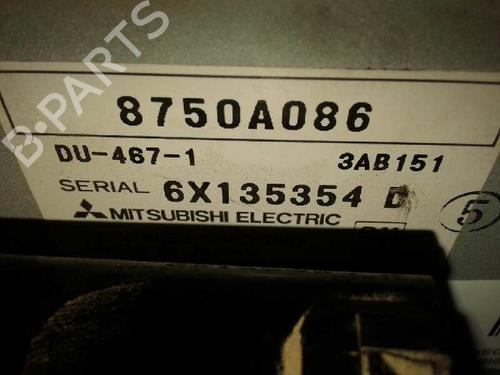 B-PARTS
8750A086
DU-467-1 3AB151
SERIAL 6X135354 D
MITSUBISHI ELECTRIC
5